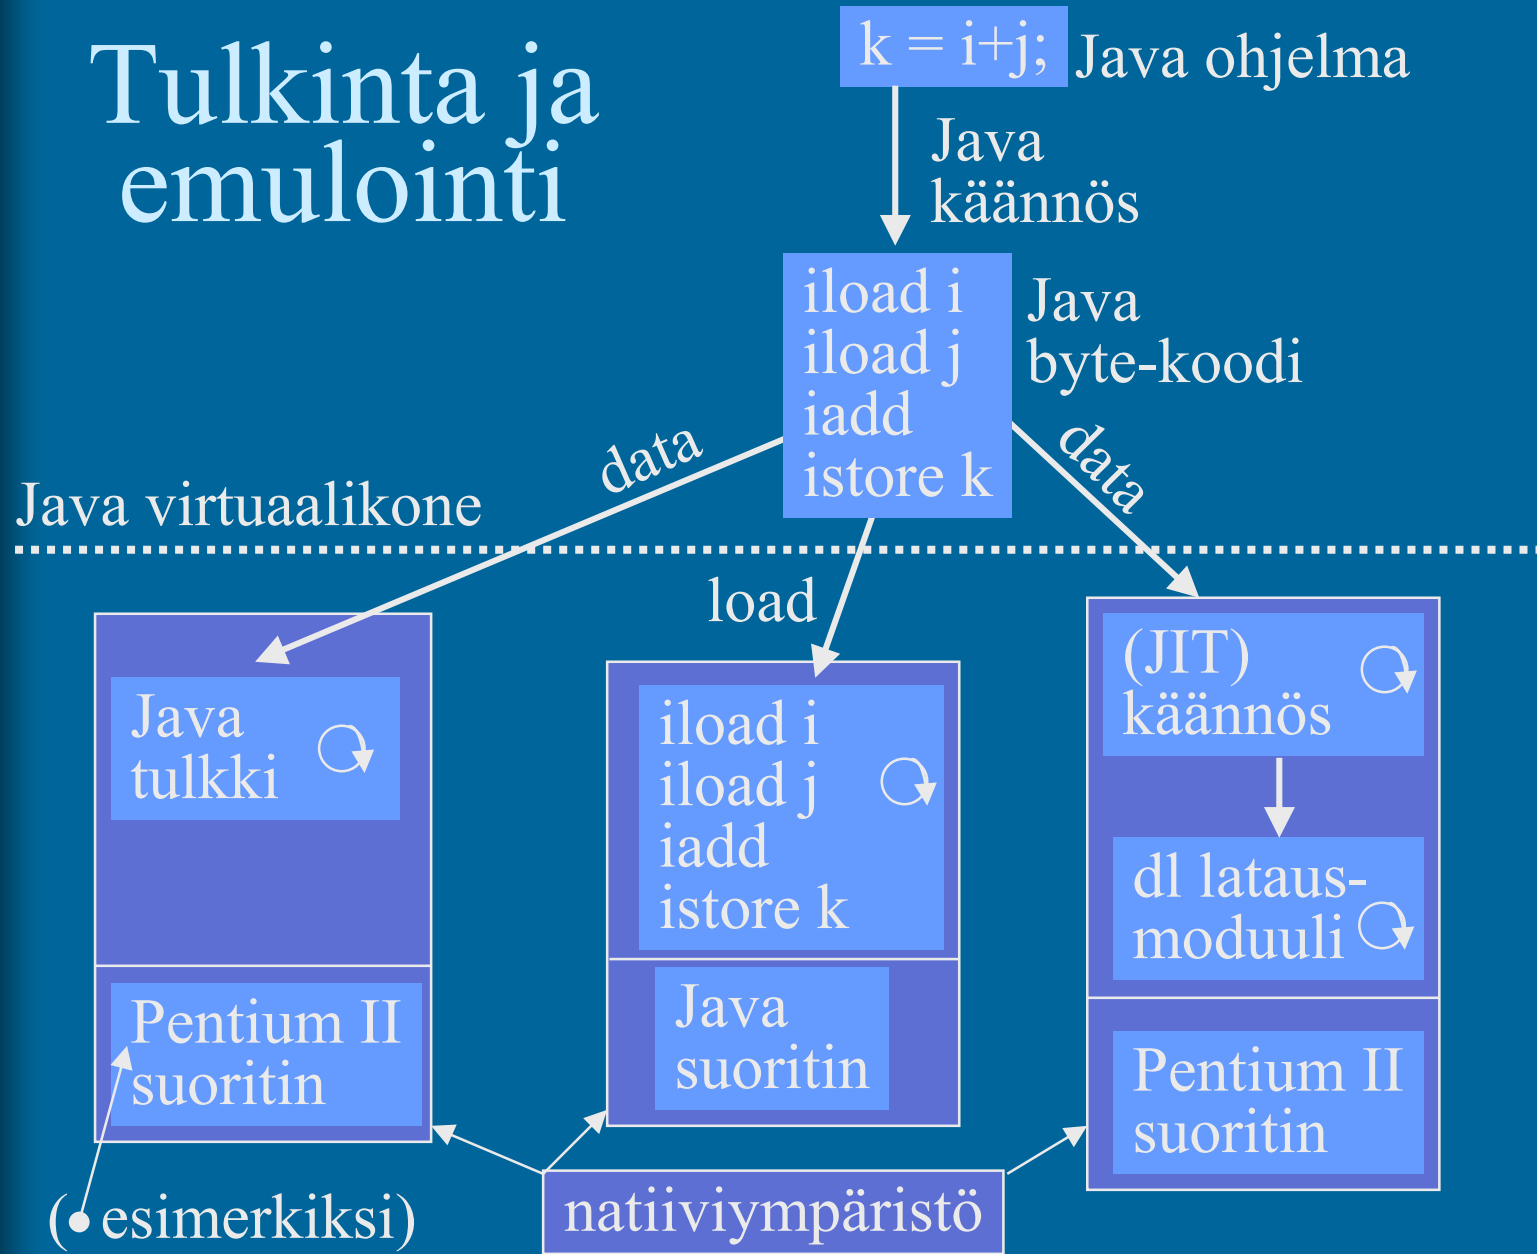 Tulkinta ja
emulointi
k = i+j;
Java ohjelma
Java
käännös
iload i
iload j
iadd
istore k
Java
byte-koodi
data
data
Java virtuaalikone
load
Java
tulkki
Pentium II
suoritin
iload i
iload j
iadd
istore k
Java
suoritin
(JIT)
käännös
dl lataus-
moduuli
Pentium II
suoritin
(• esimerkiksi)
natiiviympäristö